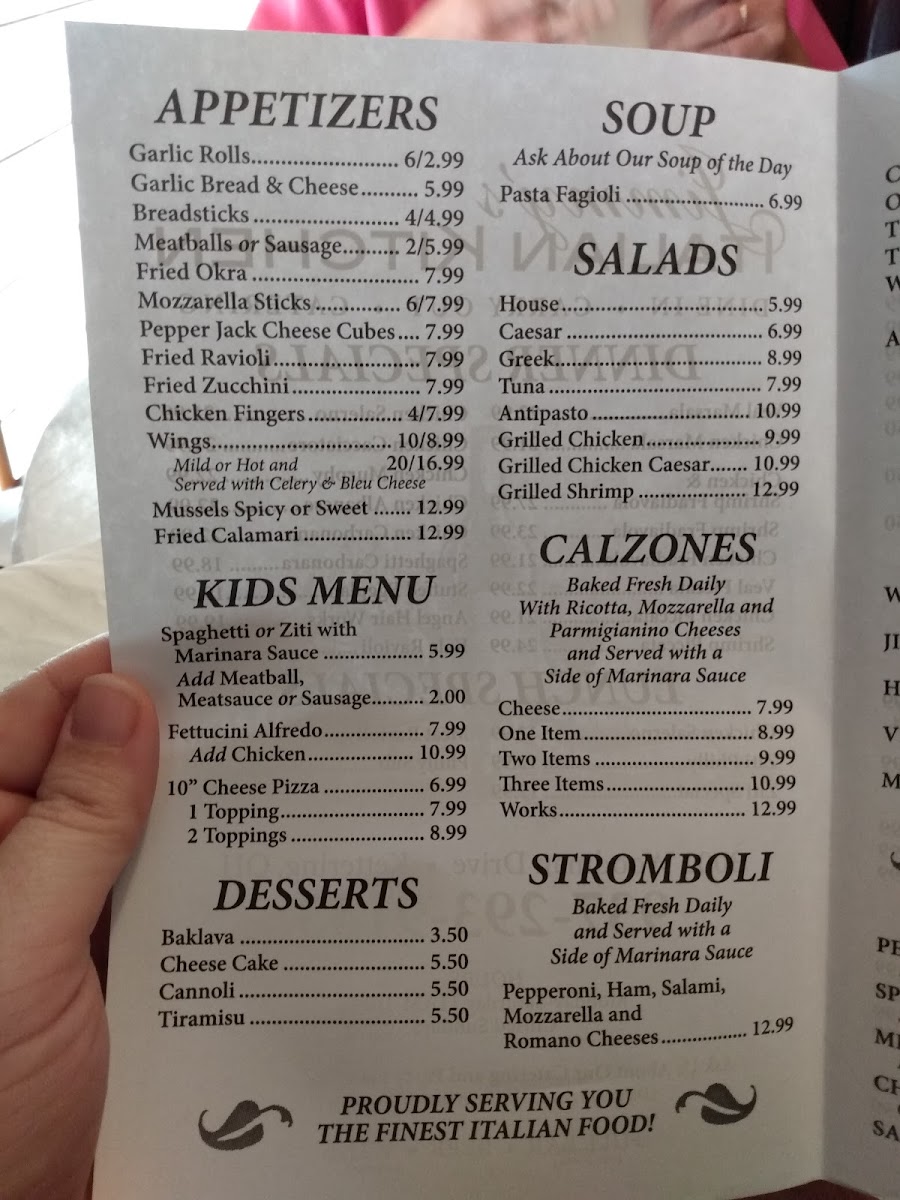 APPETIZERS
Garlic Rolls............................ 6/2.99
Garlic Bread & Cheese.......... 5.99
Breadsticks ............................ 4/4.99
Meatballs or Sausage.......... 2/5.99
Fried Okra ............................. 7.99
Mozzarella Sticks ................. 6/7.99
Pepper Jack Cheese Cubes.... 7.99
Fried Ravioli ......................... 7.99
Fried Zucchini ...................... 7.99
Chicken Fingers ................... 4/7.99
Wings.............................. 10/8.99
Mild or Hot and 20/16.99
Served with Celery & Bleu Cheese
Mussels Spicy or Sweet ....... 12.99
Fried Calamari ..................... 12.99
KIDS MENU
Spaghetti or Ziti with
Marinara Sauce ................... 5.99
Add Meatball,
Meatsauce or Sausage.......... 2.00
Fettucini Alfredo................... 7.99
Add Chicken..................... 10.99
10” Cheese Pizza ................... 6.99
1 Topping........................... 7.99
2 Toppings ......................... 8.99
DESSERTS
Baklava ................................ 3.50
Cheese Cake ......................... 5.50
Cannoli ................................ 5.50
Tiramisu ............................... 5.50
SOUP
Ask About Our Soup of the Day
Pasta Fagioli ......................... 6.99
SALADS
House.................................... 5.99
Caesar ................................... 6.99
Greek..................................... 8.99
Tuna ...................................... 7.99
Antipasto ............................. 10.99
Grilled Chicken.................... 9.99
Grilled Chicken Caesar....... 10.99
Grilled Shrimp ................... 12.99
CALZONES
Baked Fresh Daily
With Ricotta, Mozzarella and
Parmigianino Cheeses
and Served with a
Side of Marinara Sauce
Cheese................................... 7.99
One Item............................... 8.99
Two Items ............................. 9.99
Three Items......................... 10.99
Works.................................. 12.99
STROMBOLI
Baked Fresh Daily
and Served with a
Side of Marinara Sauce
Pepperoni, Ham, Salami,
Mozzarella and
Romano Cheeses................ 12.99
PROUDLY SERVING YOU
THE FINEST ITALIAN FOOD!